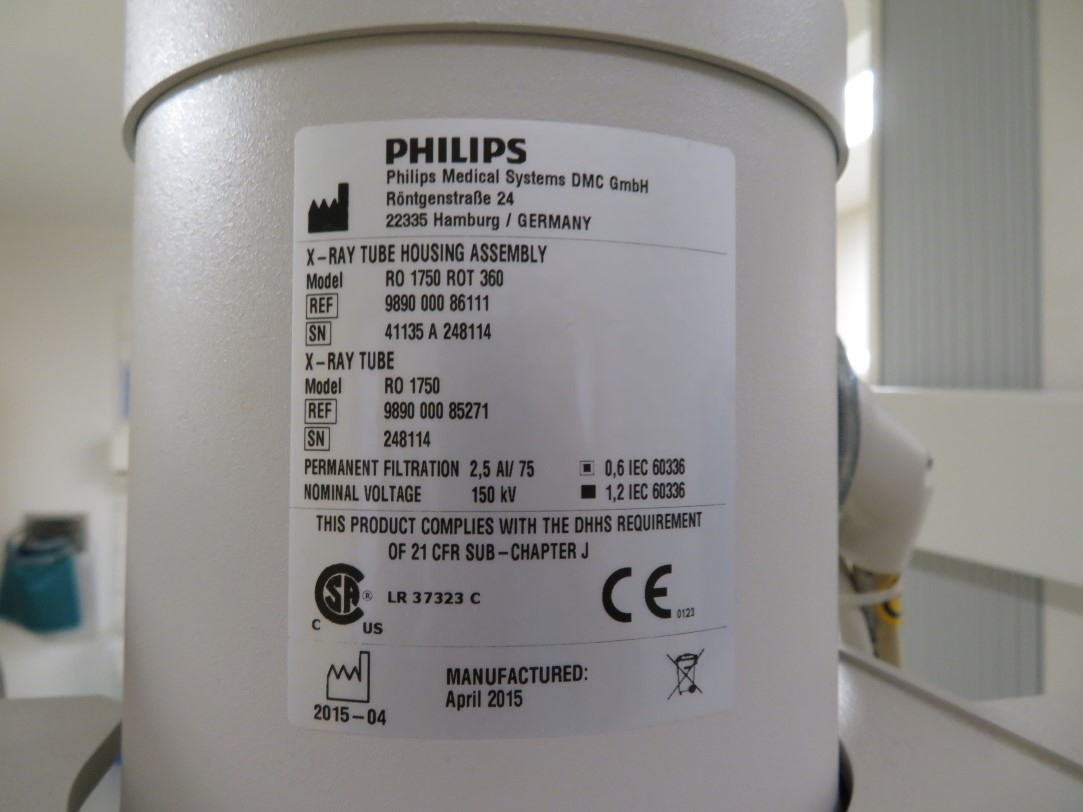 PHILIPS
Philips Medical Systems DMC GmbH
Röntgenstraße 24
22335 Hamburg / GERMANY
X-RAY TUBE HOUSING ASSEMBLY
Model RO 1750 ROT 360
REF 9890 000 86111
SN 41135 A 248114
X-RAY TUBE
Model RO 1750
REF 9890 000 85271
SN 248114
PERMANENT FILTRATION 2,5 Al/ 75 0,6 IEC 60336
NOMINAL VOLTAGE 150 kV 1,2 IEC 60336
THIS PRODUCT COMPLIES WITH THE DHHS REQUIREMENT
OF 21 CFR SUB-CHAPTER J
CSA ® LR 37323 C CE 0123
C US
MANUFACTURED:
April 2015
2015-04